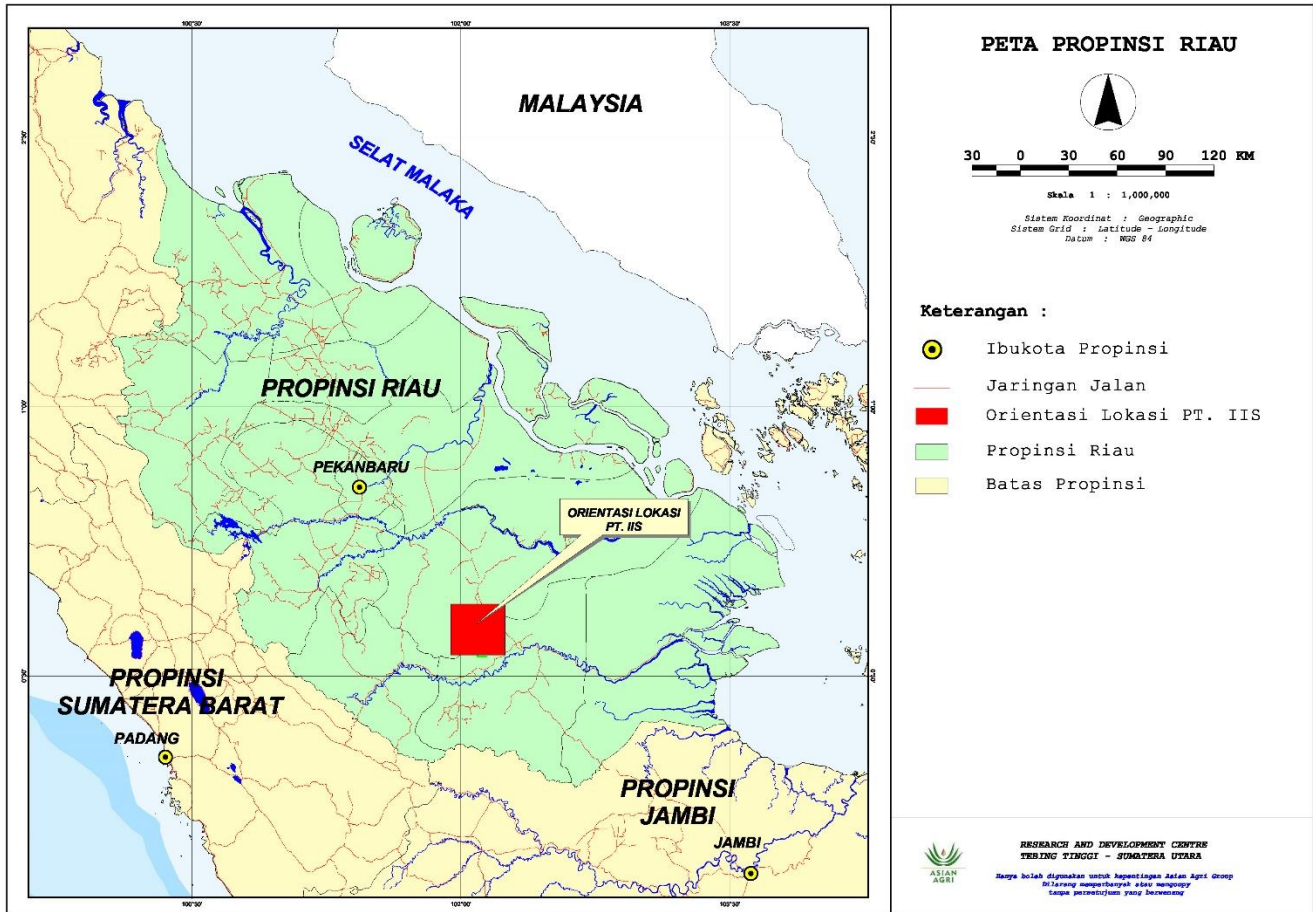 PETA PROPINSI RIAU
30 0 30 60 90 120 KM
Skala 1 : 1,000,000
Sistem Koordinat : Geographic
Sistem Grid : Latitude - Longitude
Datum : WGS 84
Keterangan :
Ibukota Propinsi
Jaringan Jalan
Orientasi Lokasi PT. IIS
Propinsi Riau
Batas Propinsi
MALAYSIA
SELAT MALAKA
PROPINSI RIAU
PEKANBARU
ORIENTASI LOKASI
PT. IIS
PROPINSI
SUMATERA BARAT
PADANG
PROPINSI
JAMBI
JAMBI
ASIAN
AGRI
RESEARCH AND DEVELOPMENT CENTRE
TEBING TINGGI - SUMATERA UTARA
Hanya boleh digunakan untuk kepentingan Asian Agri Group
Dilarang memperbanyak atau mengcopy
tanpa persetujuan yang berwenang